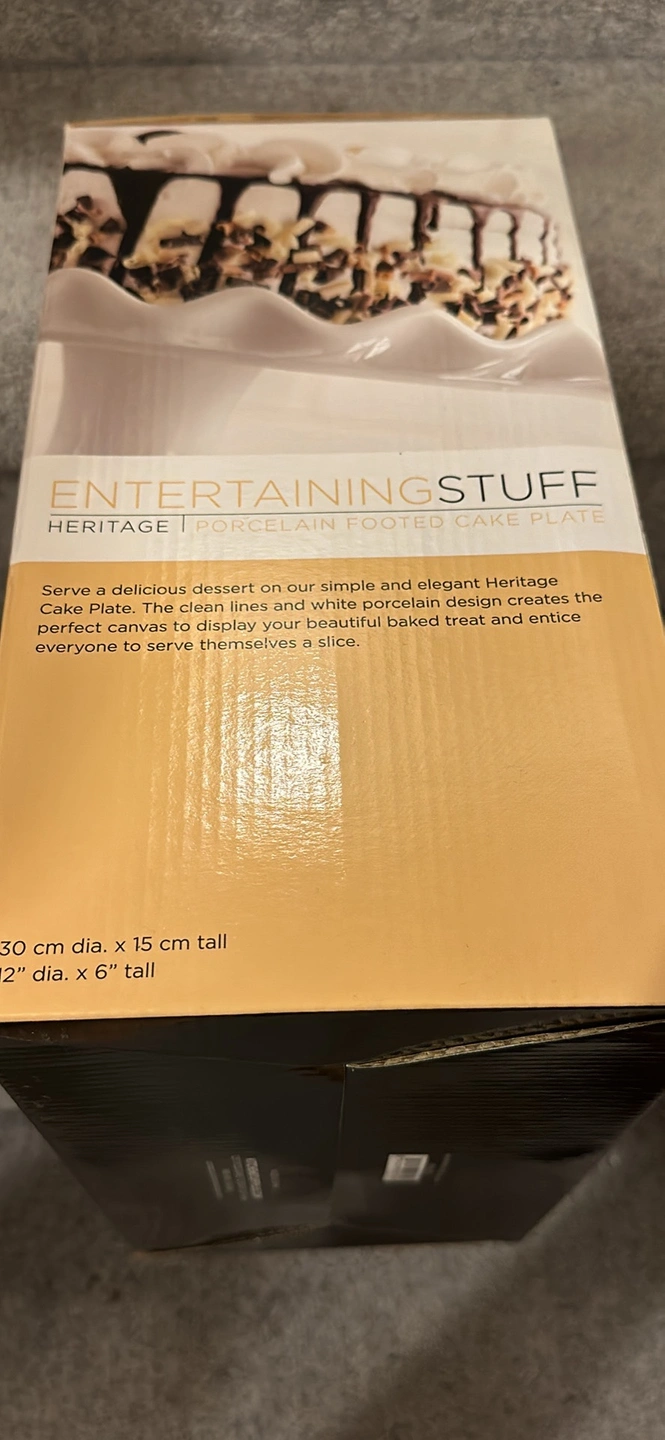 ENTERTAININGSTUFF
HERITAGE | PORCELAIN FOOTED CAKE PLATE
Serve a delicious dessert on our simple and elegant Heritage
Cake Plate. The clean lines and white porcelain design creates the
perfect canvas to display your beautiful baked treat and entice
everyone to serve themselves a slice.
30 cm dia. x 15 cm tall
12” dia. x 6” tall